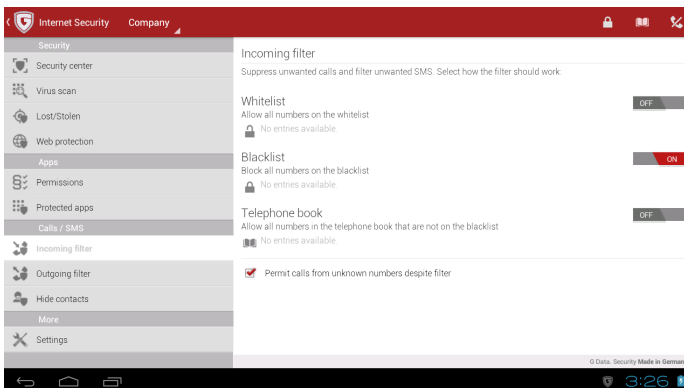 Internet Security Company
Security
Security center
Virus scan
Lost/Stolen
Web protection
Apps
Permissions
Protected apps
Calls / SMS
Incoming filter
Outgoing filter
Hide contacts
More
Settings
Incoming filter
Suppress unwanted calls and filter unwanted SMS. Select how the filter should work:
Whitelist
OFF
Allow all numbers on the whitelist
No entries available.
Blacklist
ON
Block all numbers on the blacklist
No entries available.
Telephone book
OFF
Allow all numbers in the telephone book that are not on the blacklist
No entries available.
Permit calls from unknown numbers despite filter
G Data. Security Made in German
3:26